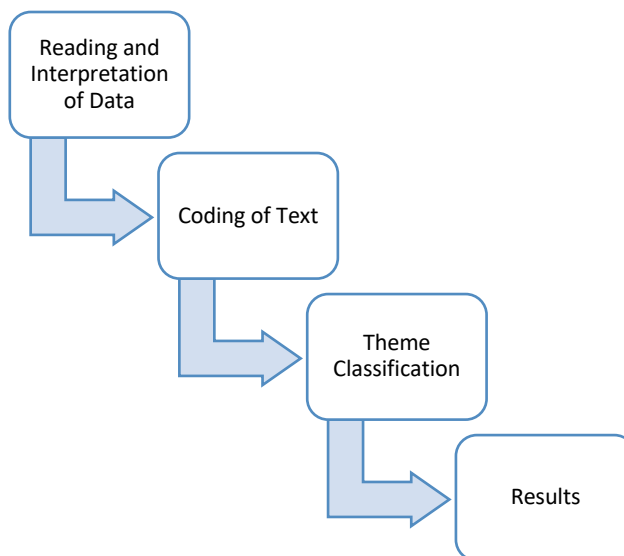 Reading and
Interpretation
of Data
Coding of Text
Theme
Classification
Results